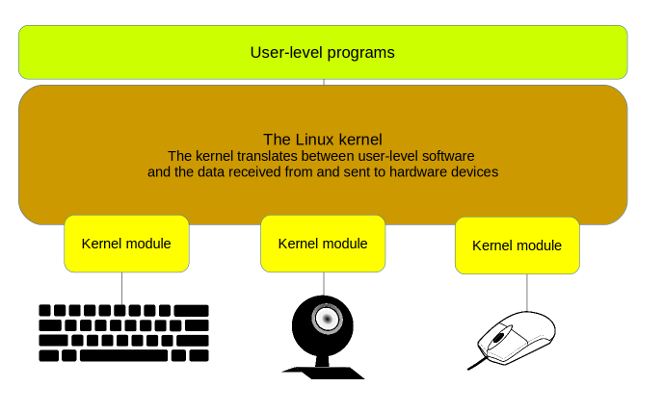 User-level programs
The Linux kernel
The kernel translates between user-level software
and the data received from and sent to hardware devices
Kernel module
Kernel module
Kernel module